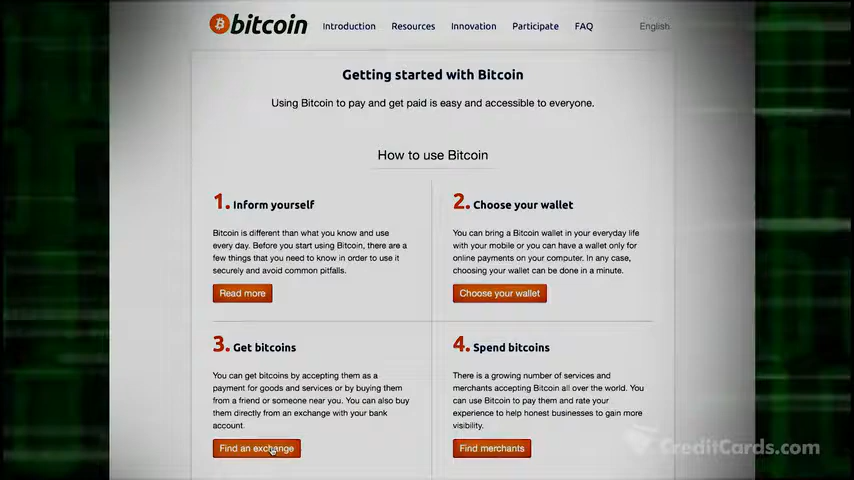 bitcoin Introduction Resources Innovation Participate FAQ English
Getting started with Bitcoin
Using Bitcoin to pay and get paid is easy and accessible to everyone.
How to use Bitcoin
1. Inform yourself
Bitcoin is different than what you know and use
every day. Before you start using Bitcoin, there are a
few things that you need to know in order to use it
securely and avoid common pitfalls.
Read more
2. Choose your wallet
You can bring a Bitcoin wallet in your everyday life
with your mobile or you can have a wallet only for
online payments on your computer. In any case,
choosing your wallet can be done in a minute.
Choose your wallet
3. Get bitcoins
You can get bitcoins by accepting them as a
payment for goods and services or by buying them
from a friend or someone near you. You can also buy
them directly from an exchange with your bank
account.
Find an exchange
4. Spend bitcoins
There is a growing number of services and
merchants accepting Bitcoin all over the world. You
can use Bitcoin to pay them and rate your
experience to help honest businesses to gain more
visibility.
Find merchants
CreditCards.com